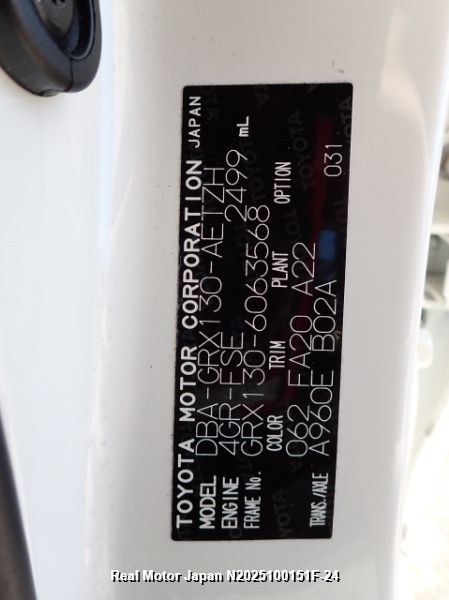 TOYOTA MOTOR CORPORATION JAPAN
MODEL DBA-GRX130-AETZH
ENGINE 4GR-FSE 2499 mL
FRAME No. GRX130-6063568
COLOR TRIM PLANT OPTION
062 FA20 A22 031
TRANS./AXLE A960E B02A
Real Motor Japan N2025100151F-24